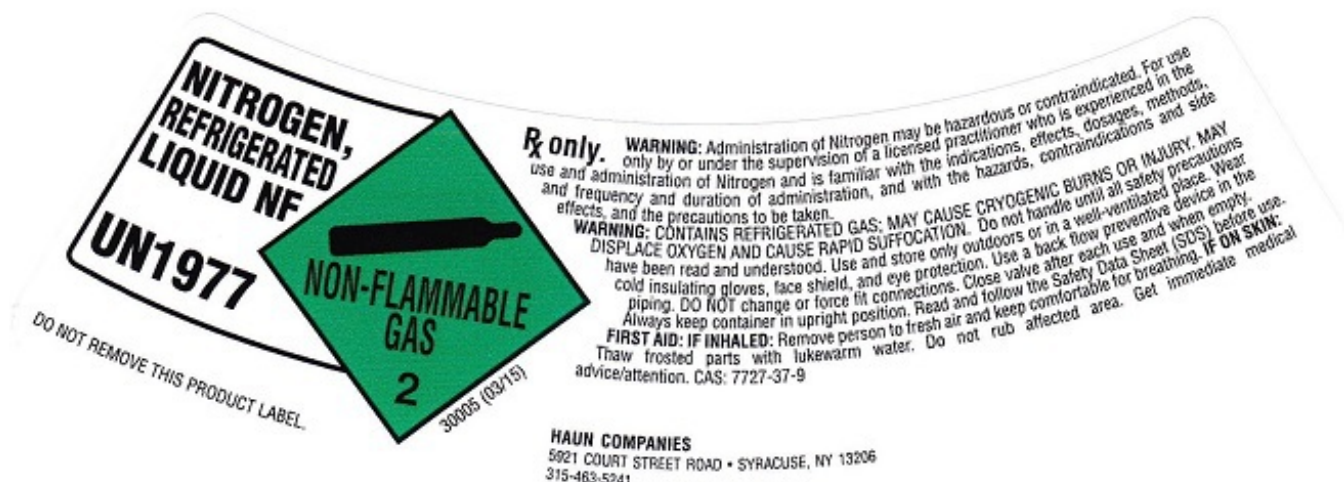 NITROGEN,
REFRIGERATED
LIQUID NF
UN1977
NON-FLAMMABLE
GAS
2
DO NOT REMOVE THIS PRODUCT LABEL.
30005 (03/15)
Rx only. WARNING: Administration of Nitrogen may be hazardous or contraindicated. For use
only by or under the supervision of a licensed practitioner who is experienced in the
use and administration of Nitrogen and is familiar with the indications, effects, dosages, methods,
and frequency and duration of administration, and with the hazards, contraindications and side
effects, and the precautions to be taken.
WARNING: CONTAINS REFRIGERATED GAS; MAY CAUSE CRYOGENIC BURNS OR INJURY. MAY
DISPLACE OXYGEN AND CAUSE RAPID SUFFOCATION. Do not handle until all safety precautions
have been read and understood. Use and store only outdoors or in a well-ventilated place. Wear
cold insulating gloves, face shield, and eye protection. Use a back flow preventive device in the
piping. DO NOT change or force fit connections. Close valve after each use and when empty.
Always keep container in upright position. Read and follow the Safety Data Sheet (SDS) before use.
FIRST AID: IF INHALED: Remove person to fresh air and keep comfortable for breathing. IF ON SKIN:
Thaw frosted parts with lukewarm water. Do not rub affected area. Get immediate medical
advice/attention. CAS: 7727-37-9
HAUN COMPANIES
5921 COURT STREET ROAD • SYRACUSE, NY 13206
315-463-5241